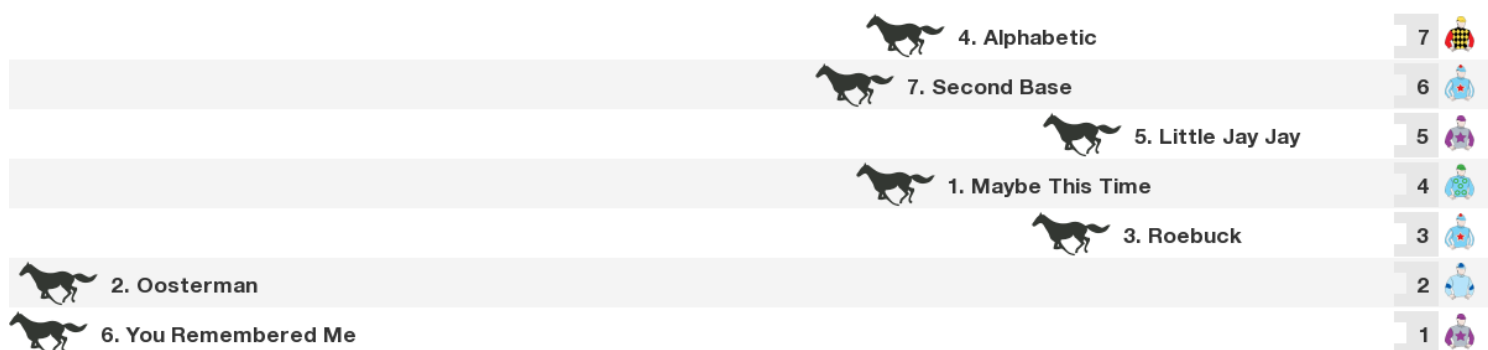 4. Alphabetic 7
7. Second Base 6
5. Little Jay Jay 5
1. Maybe This Time 4
3. Roebuck 3
2. Oosterman 2
6. You Remembered Me 1